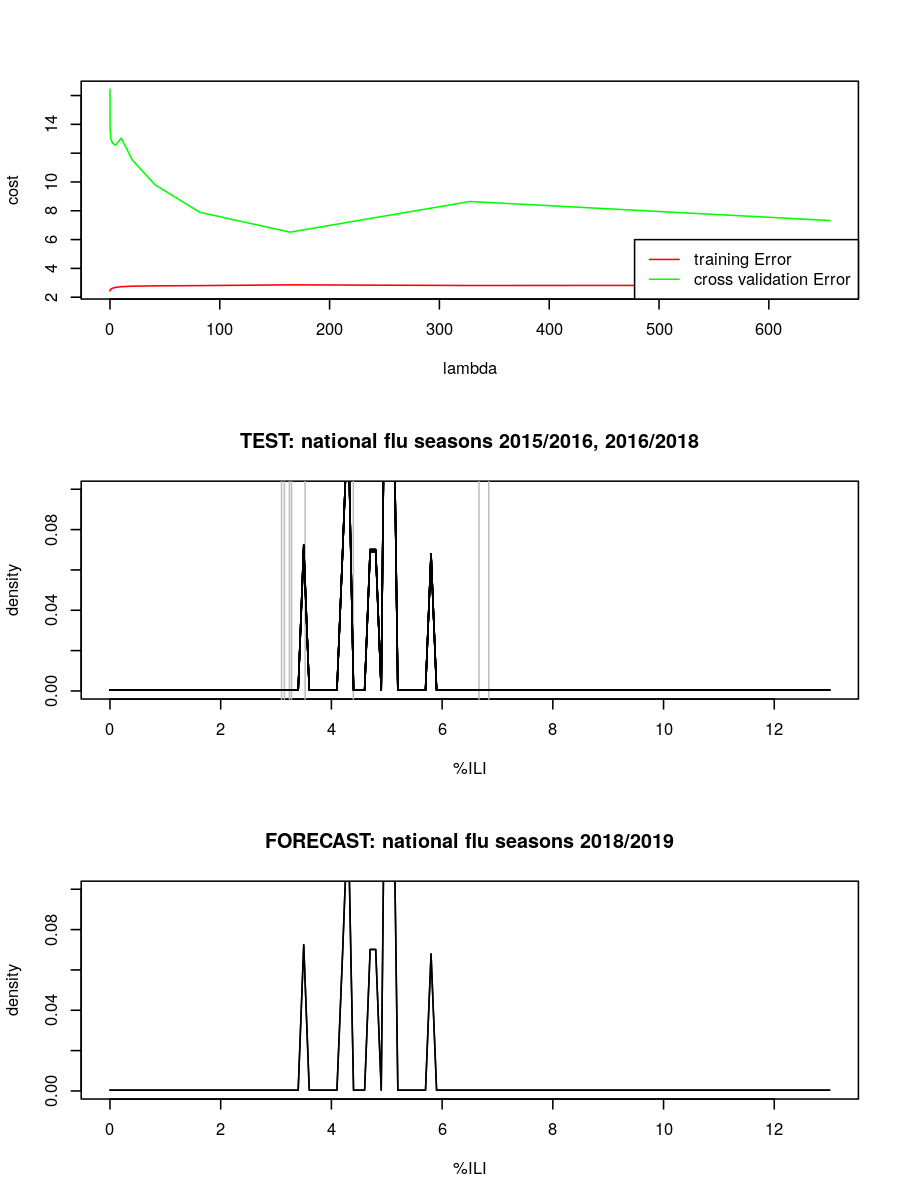 14
10
8
6
4
2
cost
training Error
cross validation Error
0 100 200 300 400 500 600
lambda
TEST: national flu seasons 2015/2016, 2016/2018
0.08
0.04
0.00
density
0 2 4 6 8 10 12
%ILI
FORECAST: national flu seasons 2018/2019
0.08
0.04
0.00
density
0 2 4 6 8 10 12
%ILI